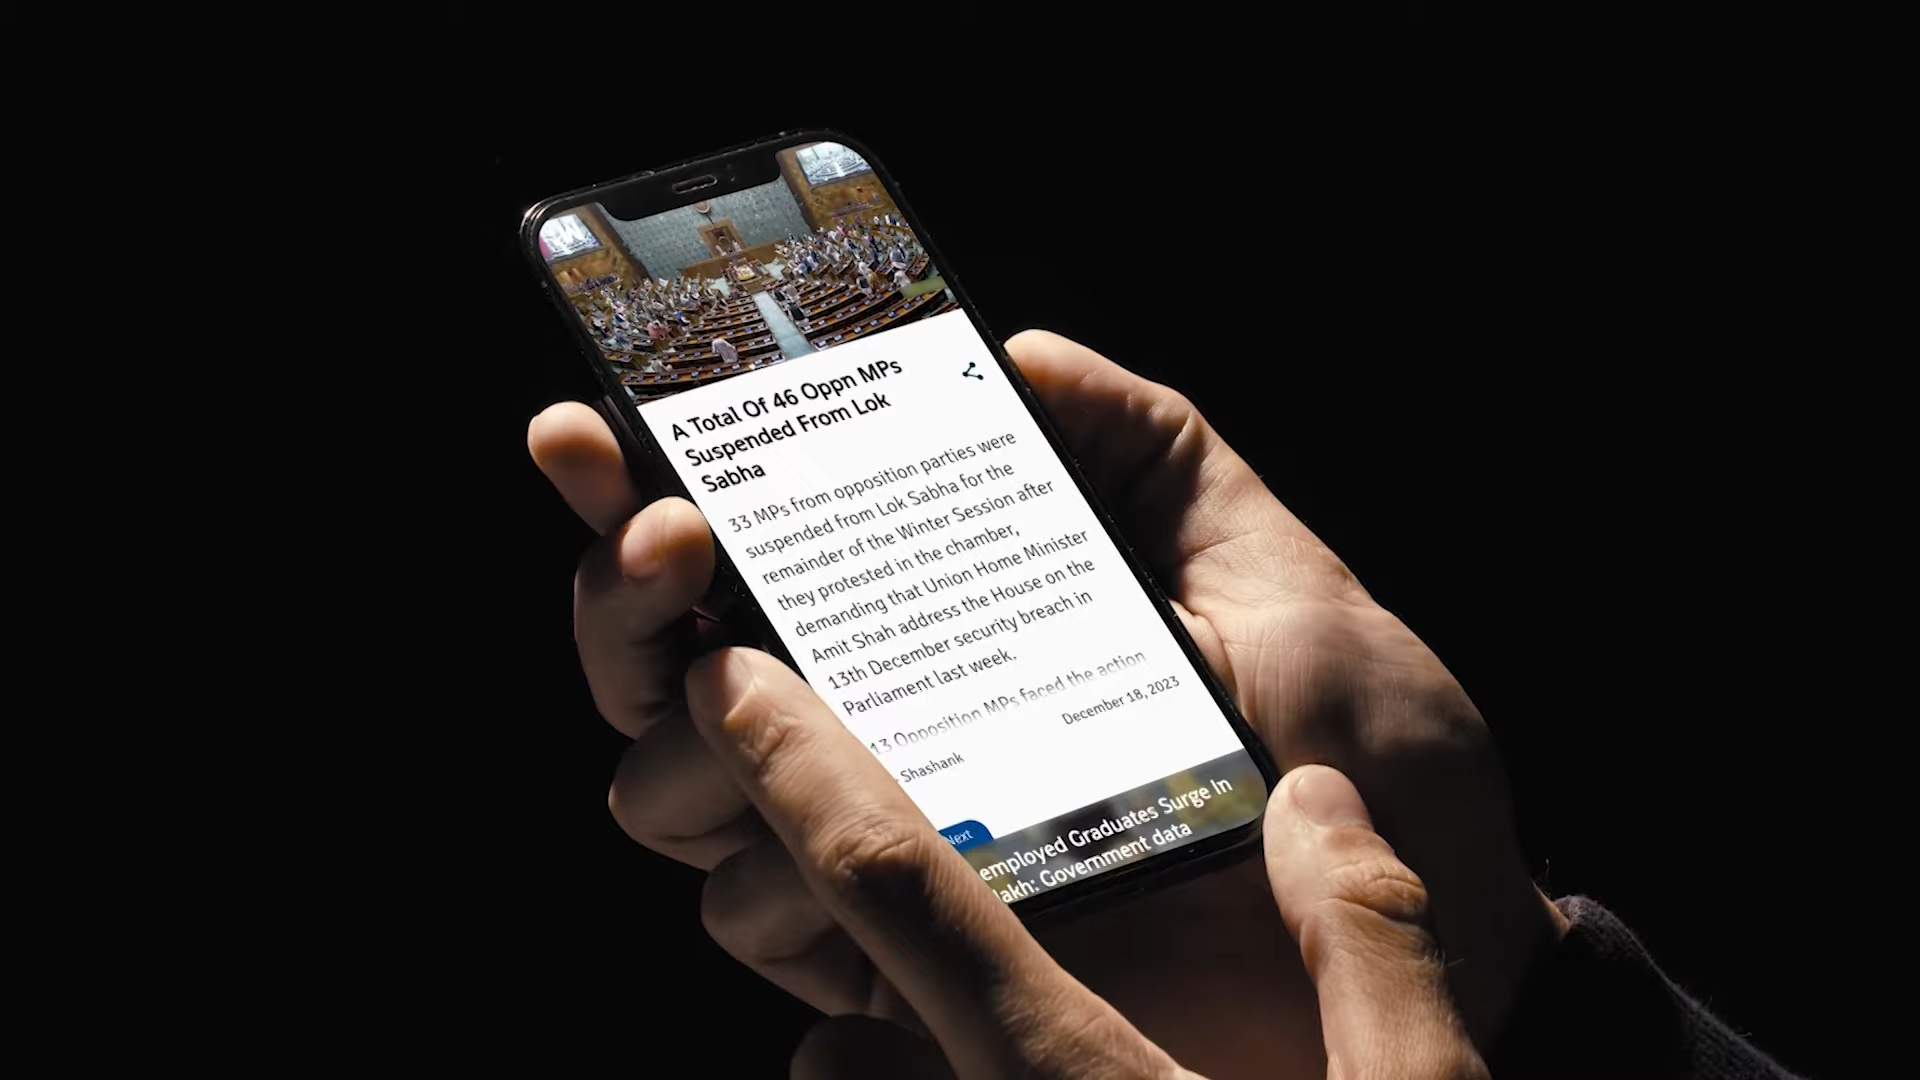 A Total Of 46 Oppn MPs
Suspended From Lok
Sabha
33 MPs from opposition parties were
suspended from Lok Sabha for the
remainder of the Winter Session after
they protested in the chamber,
demanding that Union Home Minister
Amit Shah address the House on the
13th December security breach in
Parliament last week.
13 Opposition MPs faced the action
December 18, 2023
- Shashank
Next
employed Graduates Surge In
lakh: Government data